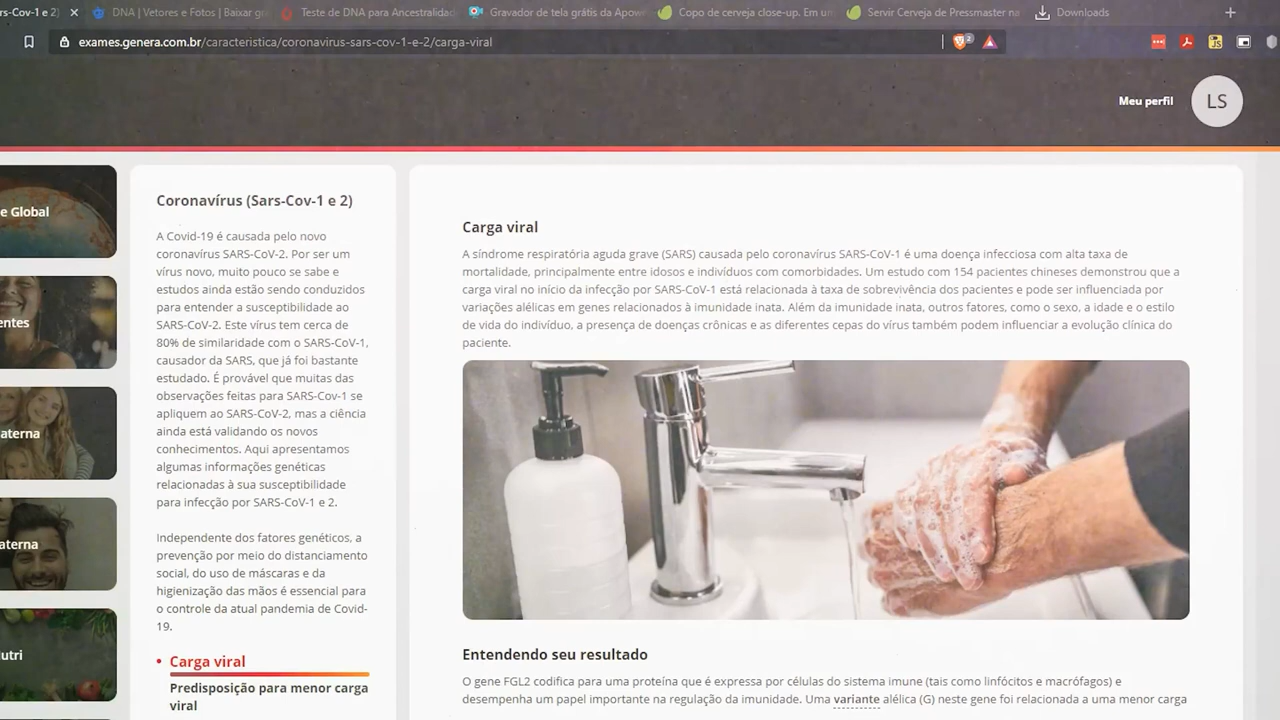 rs-Cov-1 e 2)
DNA | Vetores e Fotos | Baixar gr
Teste de DNA para Ancestralidad
Gravador de tela grátis da Apow
Copo de cerveja close-up. Em um
Servir Cerveja de Pressmaster na
Downloads
exames.genera.com.br/caracteristica/coronavirus-sars-cov-1-e-2/carga-viral
2
JS
Meu perfil
LS
e Global
entes
aterna
aterna
utri
Coronavírus (Sars-Cov-1 e 2)
A Covid-19 é causada pelo novo
coronavírus SARS-CoV-2. Por ser um
vírus novo, muito pouco se sabe e
estudos ainda estão sendo conduzidos
para entender a susceptibilidade ao
SARS-CoV-2. Este vírus tem cerca de
80% de similaridade com o SARS-CoV-1,
causador da SARS, que já foi bastante
estudado. É provável que muitas das
observações feitas para SARS-Cov-1 se
apliquem ao SARS-CoV-2, mas a ciência
ainda está validando os novos
conhecimentos. Aqui apresentamos
algumas informações genéticas
relacionadas à sua susceptibilidade
para infecção por SARS-CoV-1 e 2.
Independente dos fatores genéticos, a
prevenção por meio do distanciamento
social, do uso de máscaras e da
higienização das mãos é essencial para
o controle da atual pandemia de Covid-
19.
• Carga viral
Predisposição para menor carga
viral
Carga viral
A síndrome respiratória aguda grave (SARS) causada pelo coronavírus SARS-CoV-1 é uma doença infecciosa com alta taxa de
mortalidade, principalmente entre idosos e indivíduos com comorbidades. Um estudo com 154 pacientes chineses demonstrou que a
carga viral no início da infecção por SARS-CoV-1 está relacionada à taxa de sobrevivência dos pacientes e pode ser influenciada por
variações alélicas em genes relacionados à imunidade inata. Além da imunidade inata, outros fatores, como o sexo, a idade e o estilo
de vida do indivíduo, a presença de doenças crônicas e as diferentes cepas do vírus também podem influenciar a evolução clínica do
paciente.
Entendendo seu resultado
O gene FGL2 codifica para uma proteína que é expressa por células do sistema imune (tais como linfócitos e macrófagos) e
desempenha um papel importante na regulação da imunidade. Uma variante alélica (G) neste gene foi relacionada a uma menor carga